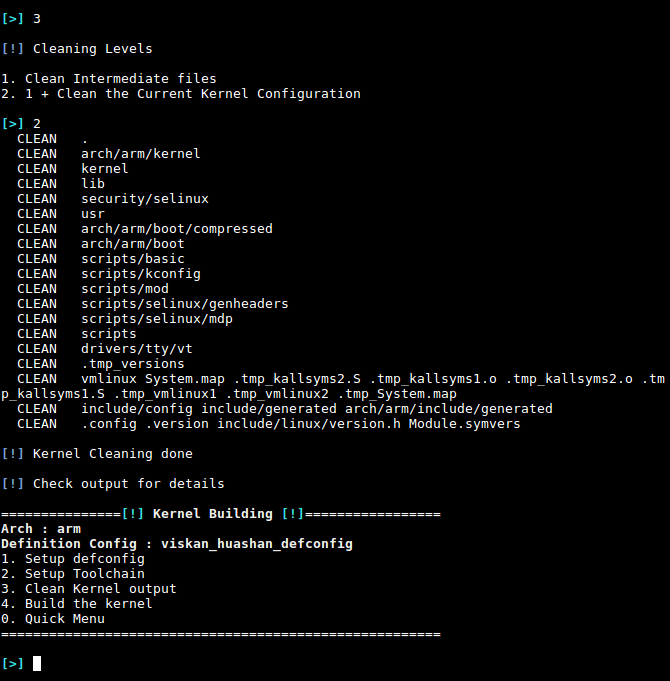 [>] 3
[!] Cleaning Levels
1. Clean Intermediate files
2. 1 + Clean the Current Kernel Configuration
[>] 2
  CLEAN   .
  CLEAN   arch/arm/kernel
  CLEAN   kernel
  CLEAN   lib
  CLEAN   security/selinux
  CLEAN   usr
  CLEAN   arch/arm/boot/compressed
  CLEAN   arch/arm/boot
  CLEAN   scripts/basic
  CLEAN   scripts/kconfig
  CLEAN   scripts/mod
  CLEAN   scripts/selinux/genheaders
  CLEAN   scripts/selinux/mdp
  CLEAN   scripts
  CLEAN   drivers/tty/vt
  CLEAN   .tmp_versions
  CLEAN   vmlinux System.map .tmp_kallsyms2.S .tmp_kallsyms1.o .tmp_kallsyms2.o .tm
p_kallsyms1.S .tmp_vmlinux1 .tmp_vmlinux2 .tmp_System.map
  CLEAN   include/config include/generated arch/arm/include/generated
  CLEAN   .config .version include/linux/version.h Module.symvers
[!] Kernel Cleaning done
[!] Check output for details
===============[!] Kernel Building [!]=================
Arch : arm
Definition Config : viskan_huashan_defconfig
1. Setup defconfig
2. Setup Toolchain
3. Clean Kernel output
4. Build the kernel
0. Quick Menu
=======================================================
[>]